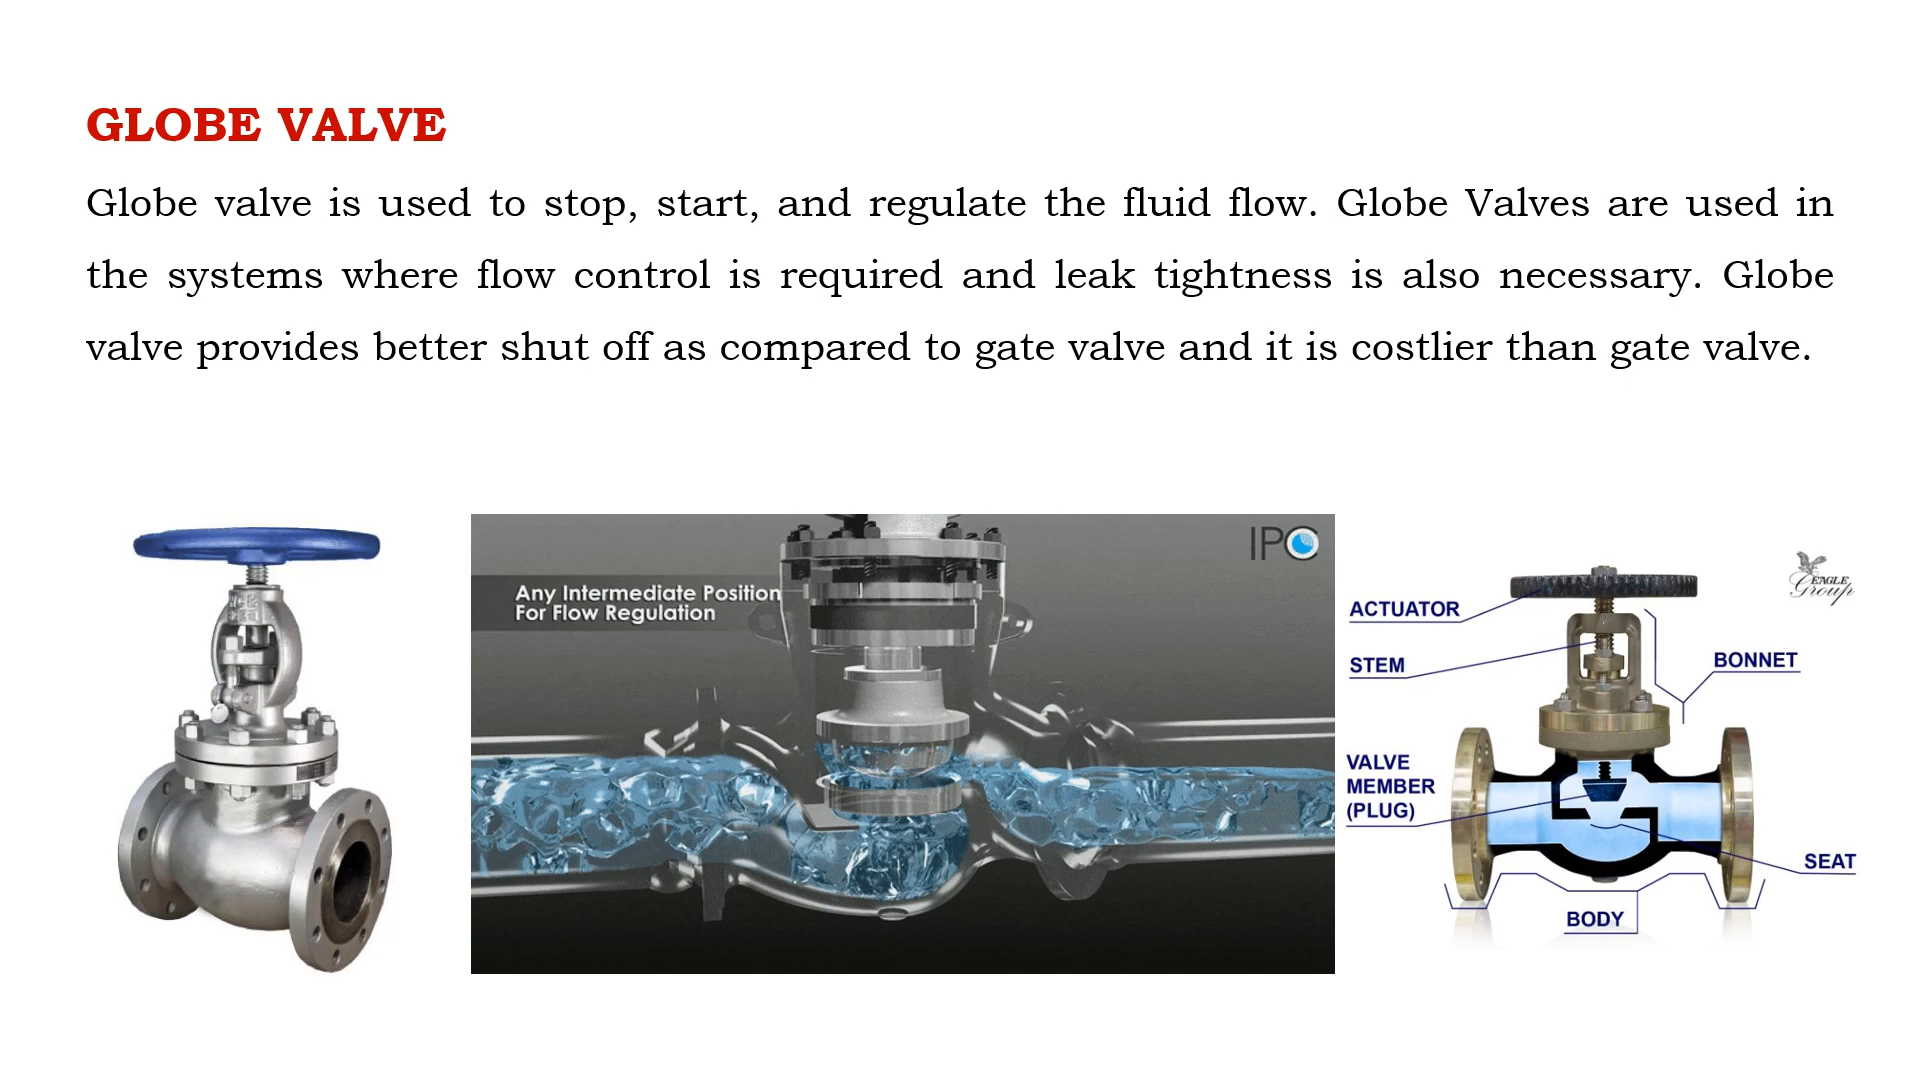 GLOBE VALVE
Globe valve is used to stop, start, and regulate the fluid flow. Globe Valves are used in
the systems where flow control is required and leak tightness is also necessary. Globe
valve provides better shut off as compared to gate valve and it is costlier than gate valve.
Any Intermediate Position
For Flow Regulation
IPC
EAGLE
Group
ACTUATOR
STEM
BONNET
VALVE
MEMBER
(PLUG)
SEAT
BODY